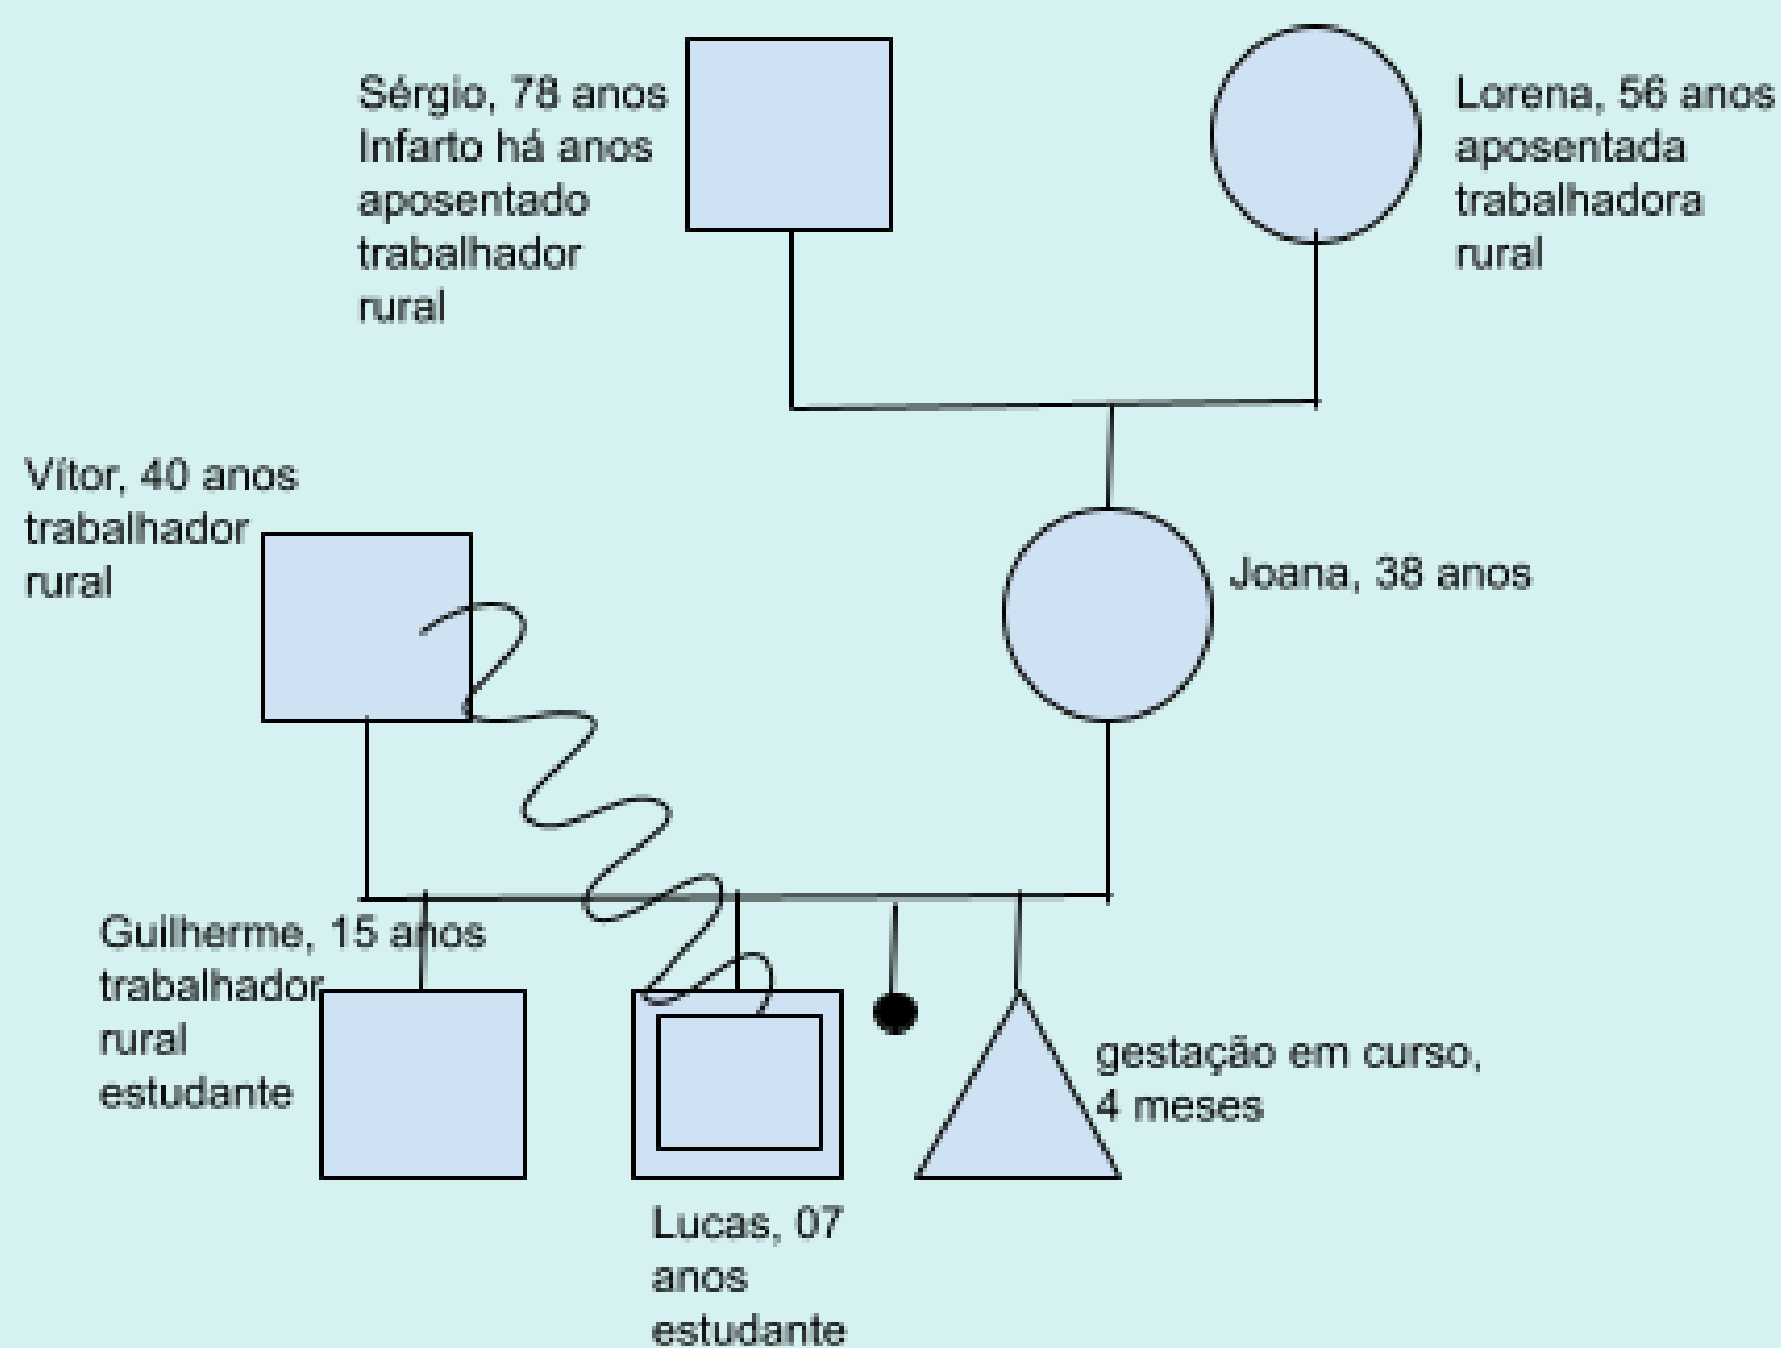 Sérgio, 78 anos
Infarto há anos
aposentado
trabalhador
rural
Lorena, 56 anos
aposentada
trabalhadora
rural
Vítor, 40 anos
trabalhador
rural
Joana, 38 anos
Guilherme, 15 anos
trabalhador
rural
estudante
gestação em curso,
4 meses
Lucas, 07
anos
estudante